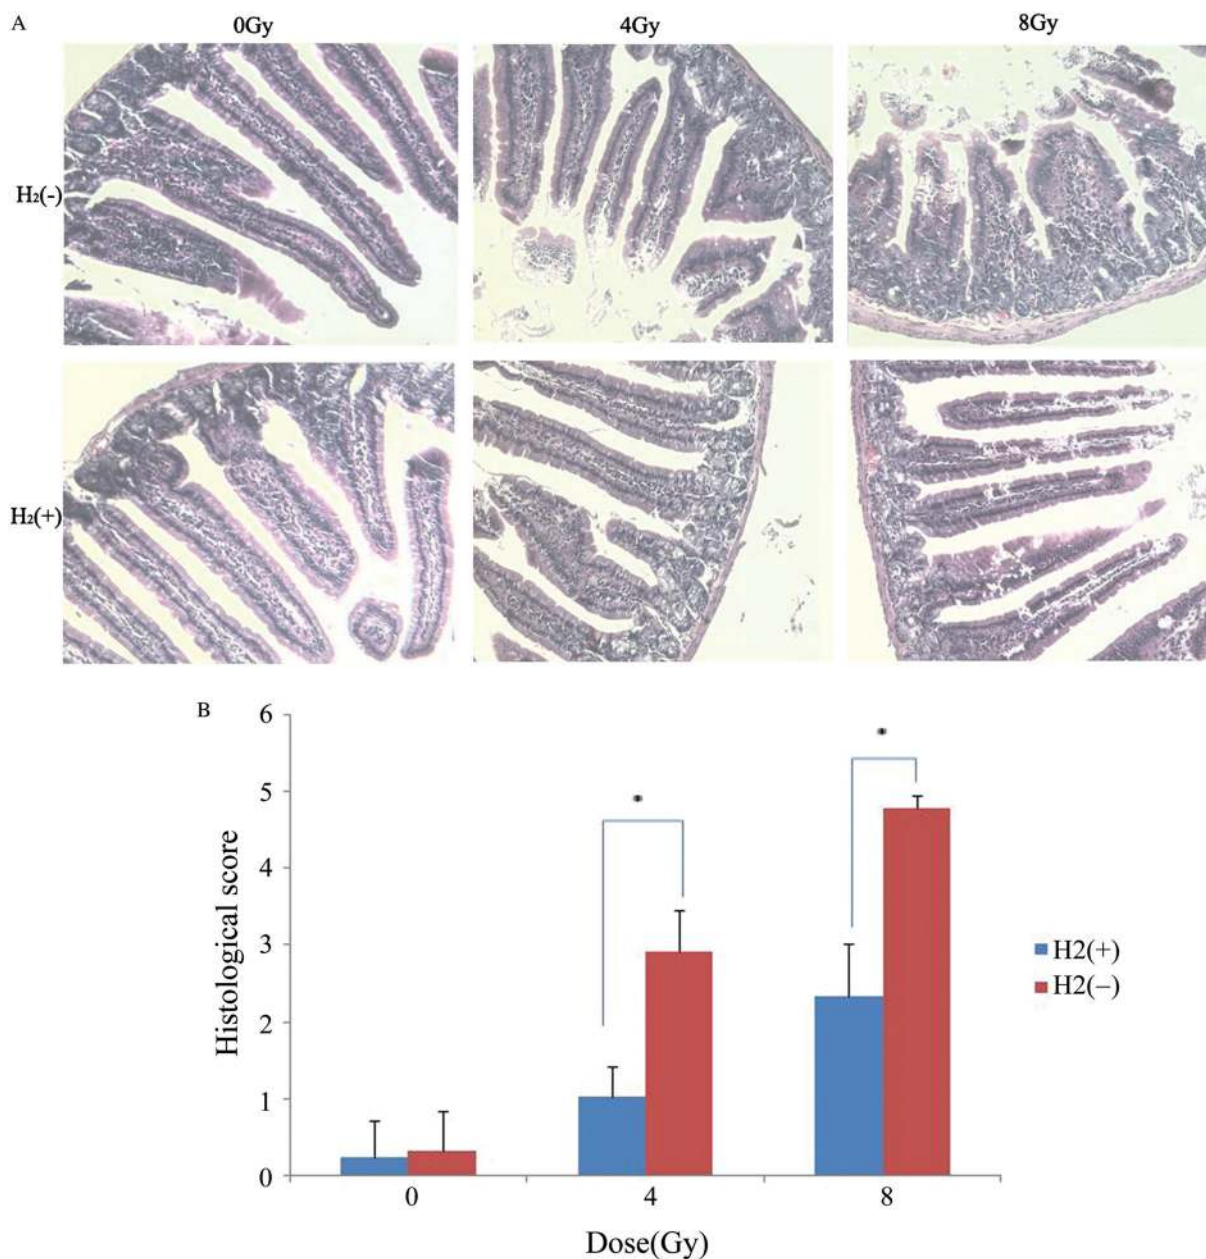 A
0Gy 4Gy 8Gy
H₂(-)
H₂(+)
B
6
5
4
3
2
1
0
Histological score
*
*
0 4 8
Dose(Gy)
H2(+)
H2(−)